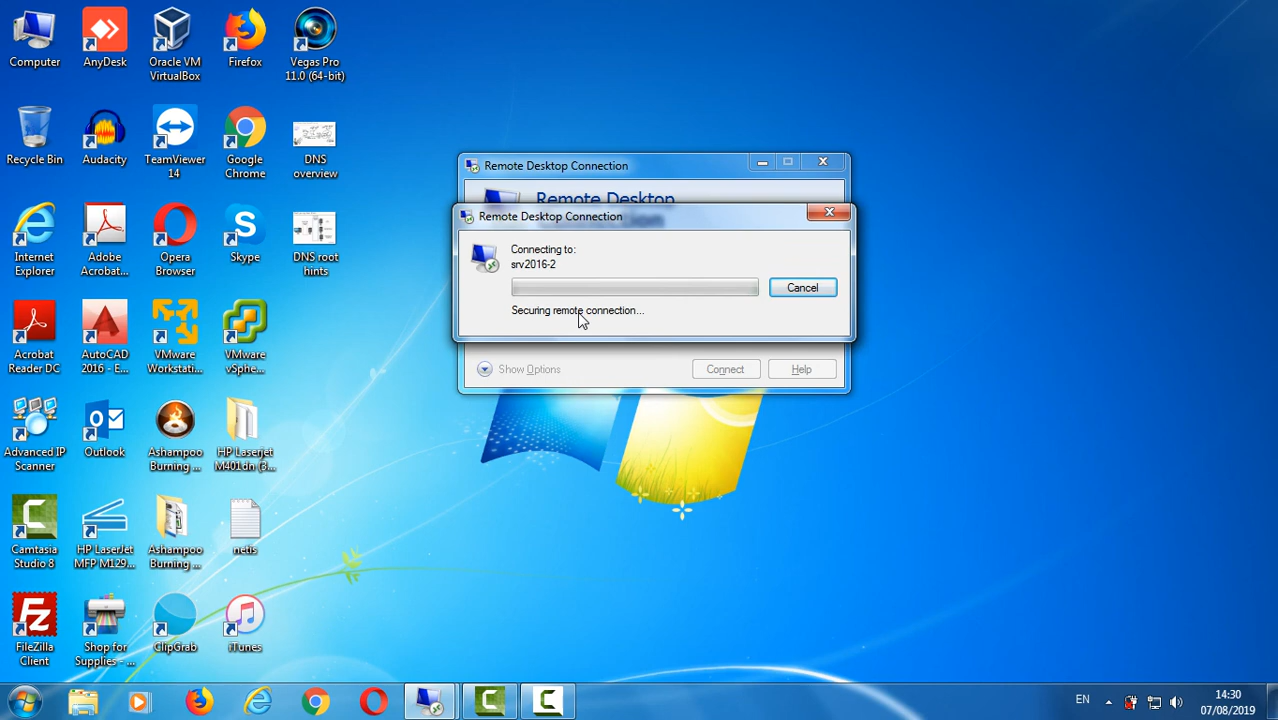 Computer
AnyDesk
Oracle VM
VirtualBox
Firefox
Vegas Pro
11.0 (64-bit)
Recycle Bin
Audacity
TeamViewer
14
Google
Chrome
DNS
overview
Internet
Explorer
Adobe
Acrobat...
Opera
Browser
Skype
DNS root
hints
Acrobat
Reader DC
AutoCAD
2016 - E...
VMware
Workstati...
VMware
vSphe...
Advanced IP
Scanner
Outlook
Ashampoo
Burning ...
HP Laserjet
M401dn (3...
Camtasia
Studio 8
HP LaserJet
MFP M129...
Ashampoo
Burning ...
netis
FileZilla
Client
Shop for
Supplies - ...
ClipGrab
iTunes
Remote Desktop Connection
Remote Desktop
Connection
Remote Desktop Connection
Connecting to:
srv2016-2
Cancel
Securing remote connection...
Show Options
Connect
Help
EN
14:30
07/08/2019